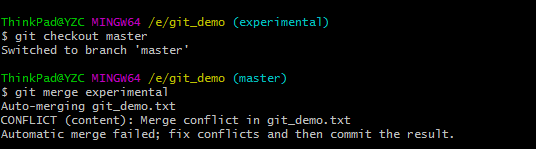 ThinkPad@YZC MINGW64 /e/git_demo (experimental)
$ git checkout master
Switched to branch 'master'
ThinkPad@YZC MINGW64 /e/git_demo (master)
$ git merge experimental
Auto-merging git_demo.txt
CONFLICT (content): Merge conflict in git_demo.txt
Automatic merge failed; fix conflicts and then commit the result.